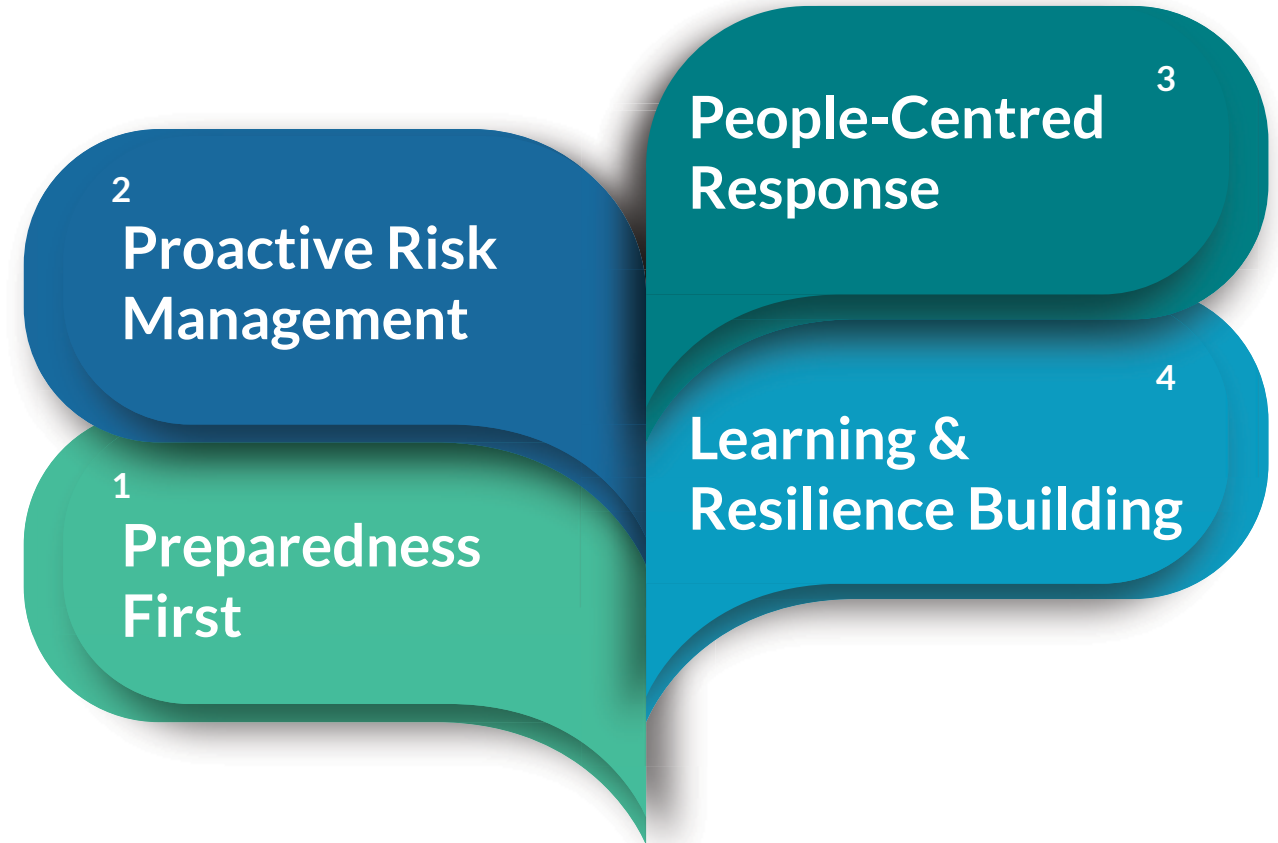 1
Preparedness
First
2
Proactive Risk
Management
3
People-Centred
Response
4
Learning &
Resilience Building